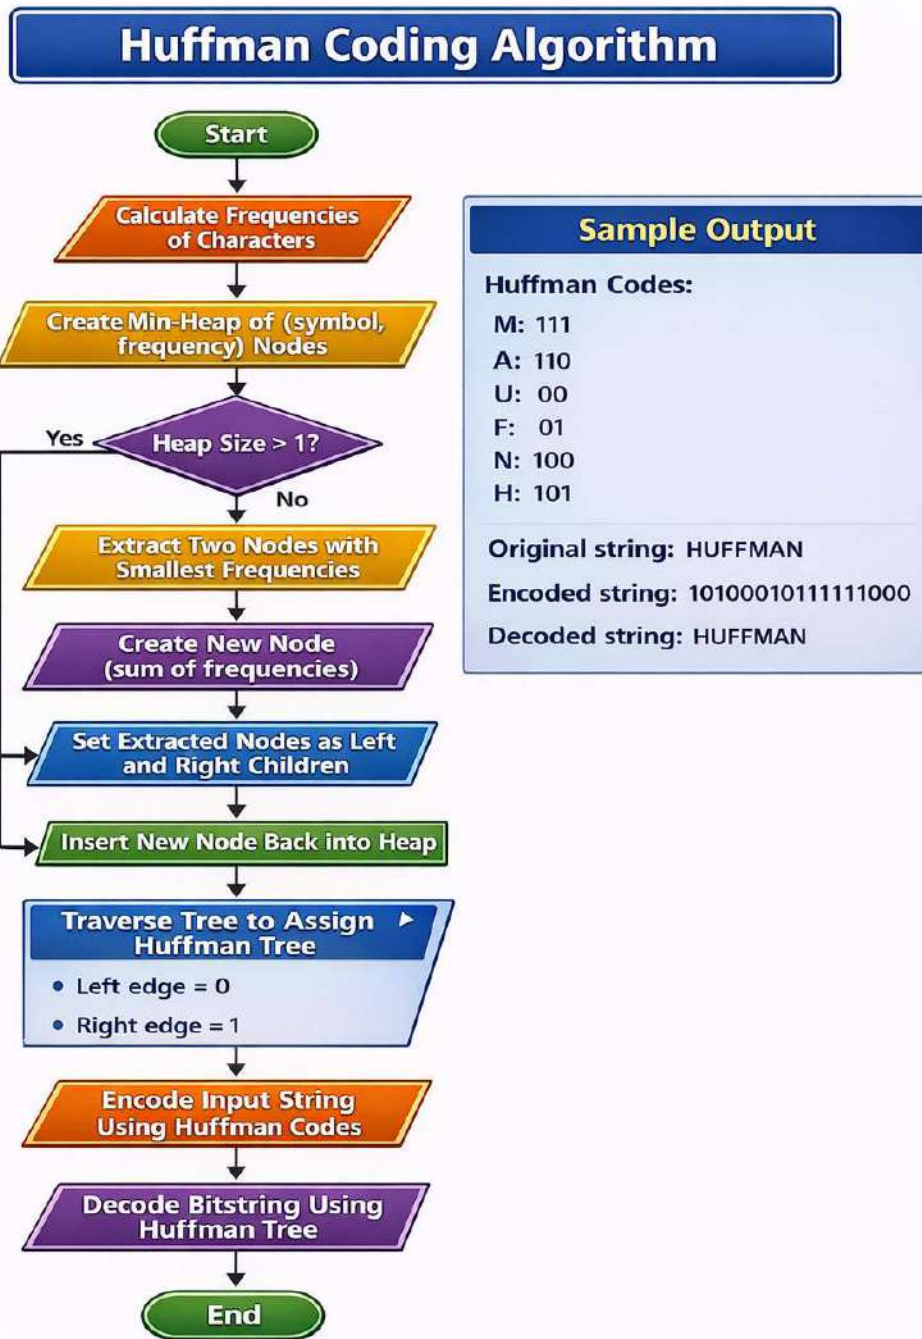 Huffman Coding Algorithm
Start
Calculate Frequencies
of Characters
Create Min-Heap of (symbol,
frequency) Nodes
Heap Size > 1?
Yes
No
Extract Two Nodes with
Smallest Frequencies
Create New Node
(sum of frequencies)
Set Extracted Nodes as Left
and Right Children
Insert New Node Back into Heap
Traverse Tree to Assign
Huffman Tree
• Left edge = 0
• Right edge = 1
Encode Input String
Using Huffman Codes
Decode Bitstring Using
Huffman Tree
End
Sample Output
Huffman Codes:
M: 111
A: 110
U: 00
F: 01
N: 100
H: 101
Original string: HUFFMAN
Encoded string: 10100010111111000
Decoded string: HUFFMAN